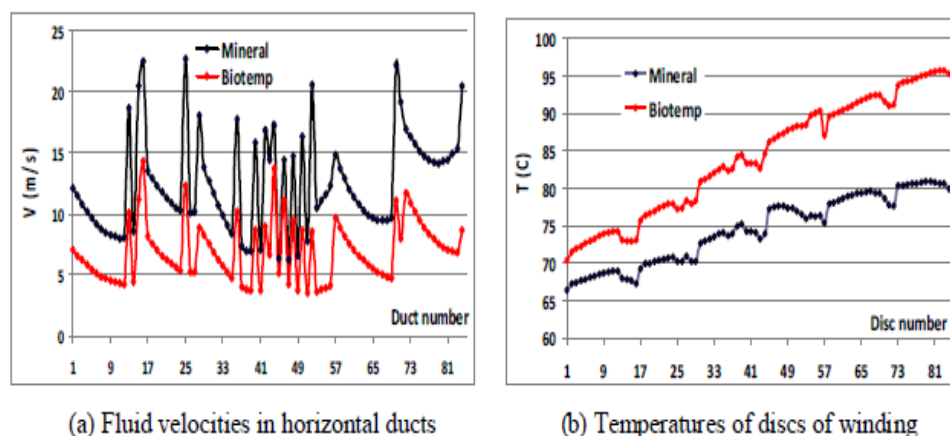 25
20
15
10
5
0
V (m/s)
Mineral
Biotemp
Duct number
1 9 17 25 33 41 49 57 65 73 81
(a) Fluid velocities in horizontal ducts
100
95
90
85
80
75
70
65
60
T (C)
Mineral
Biotemp
Disc number
1 9 17 25 33 41 49 57 65 73 81
(b) Temperatures of discs of winding